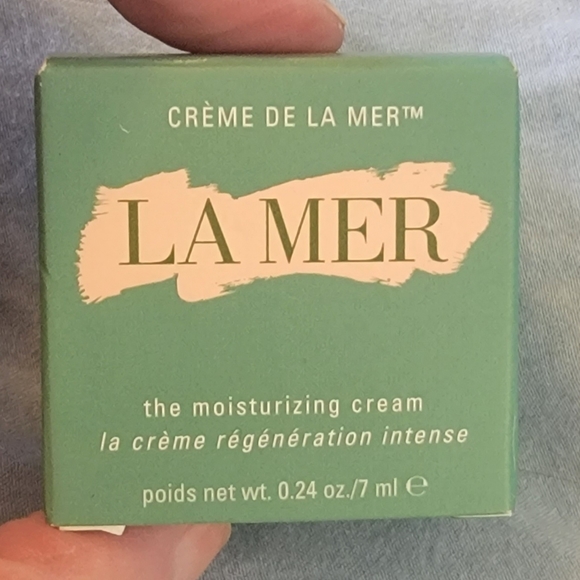 CRÈME DE LA MER™
LA MER
the moisturizing cream
la crème régénération intense
poids net wt. 0.24 oz./7 ml ℮